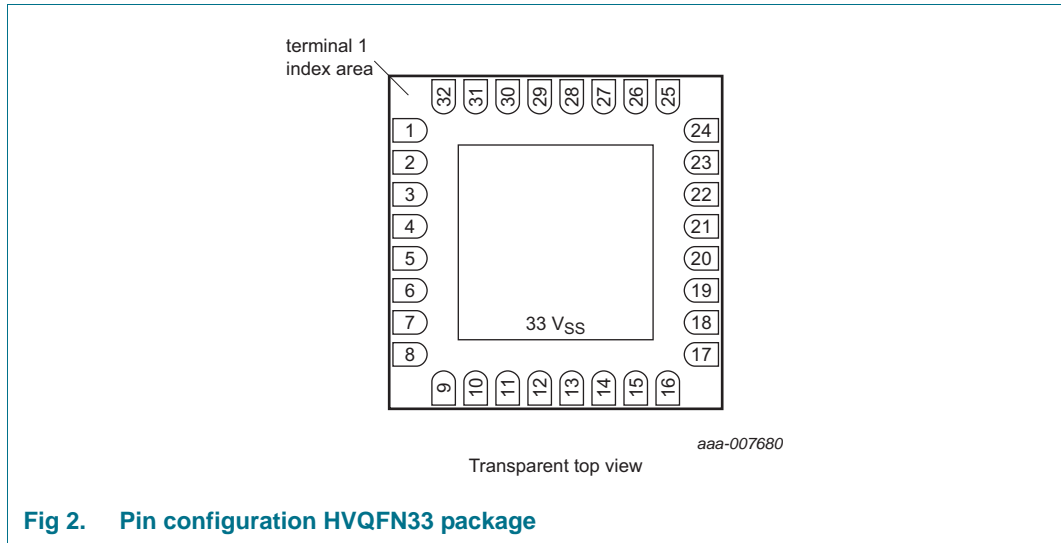 terminal 1
index area
32 31 30 29 28 27 26 25
1 24
2 23
3 22
4 21
5 20
6 19
7 33 VSS 18
8 17
9 10 11 12 13 14 15 16
aaa-007680
Transparent top view
Fig 2. Pin configuration HVQFN33 package